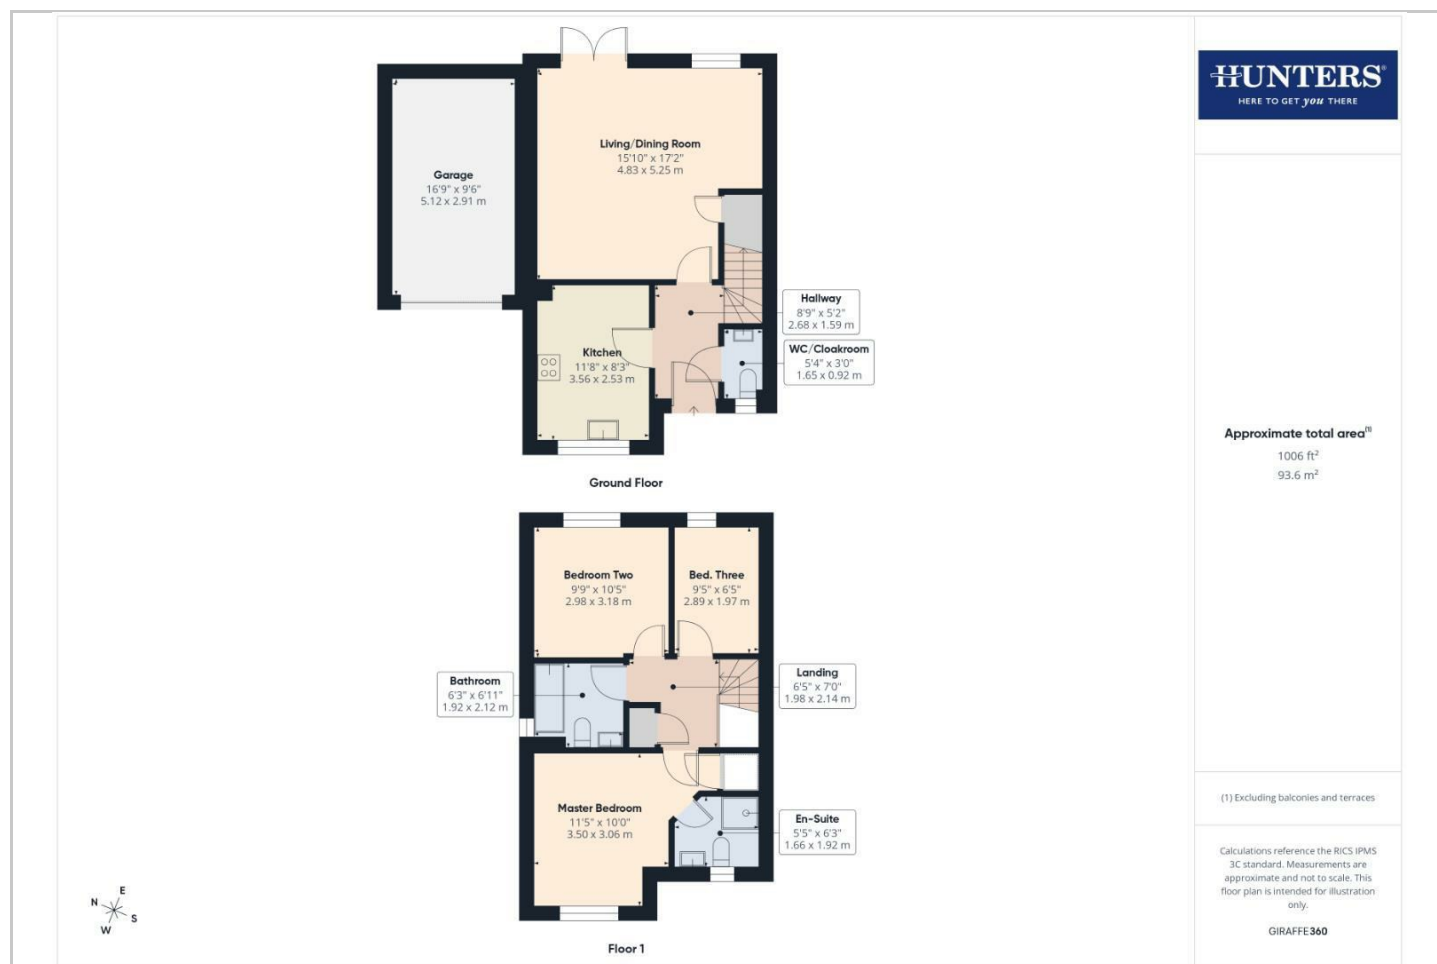 Living/Dining Room
15'10" x 17'2"
4.83 x 5.25 m
Garage
16'9" x 9'6"
5.12 x 2.91 m
Hallway
8'9" x 5'2"
2.68 x 1.59 m
WC/Cloakroom
5'4" x 3'0"
1.65 x 0.92 m
Kitchen
11'8" x 8'3"
3.56 x 2.53 m
Ground Floor
Bedroom Two
9'9" x 10'5"
2.98 x 3.18 m
Bed. Three
9'5" x 6'5"
2.89 x 1.97 m
Bathroom
6'3" x 6'11"
1.92 x 2.12 m
Landing
6'5" x 7'0"
1.98 x 2.14 m
Master Bedroom
11'5" x 10'0"
3.50 x 3.06 m
En-Suite
5'5" x 6'3"
1.66 x 1.92 m
Floor 1
N
E
S
W
HUNTERS®
HERE TO GET you THERE
Approximate total area(1)
1006 ft²
93.6 m²
(1) Excluding balconies and terraces
Calculations reference the RICS IPMS
3C standard. Measurements are
approximate and not to scale. This
floor plan is intended for illustration
only.
GIRAFFE360